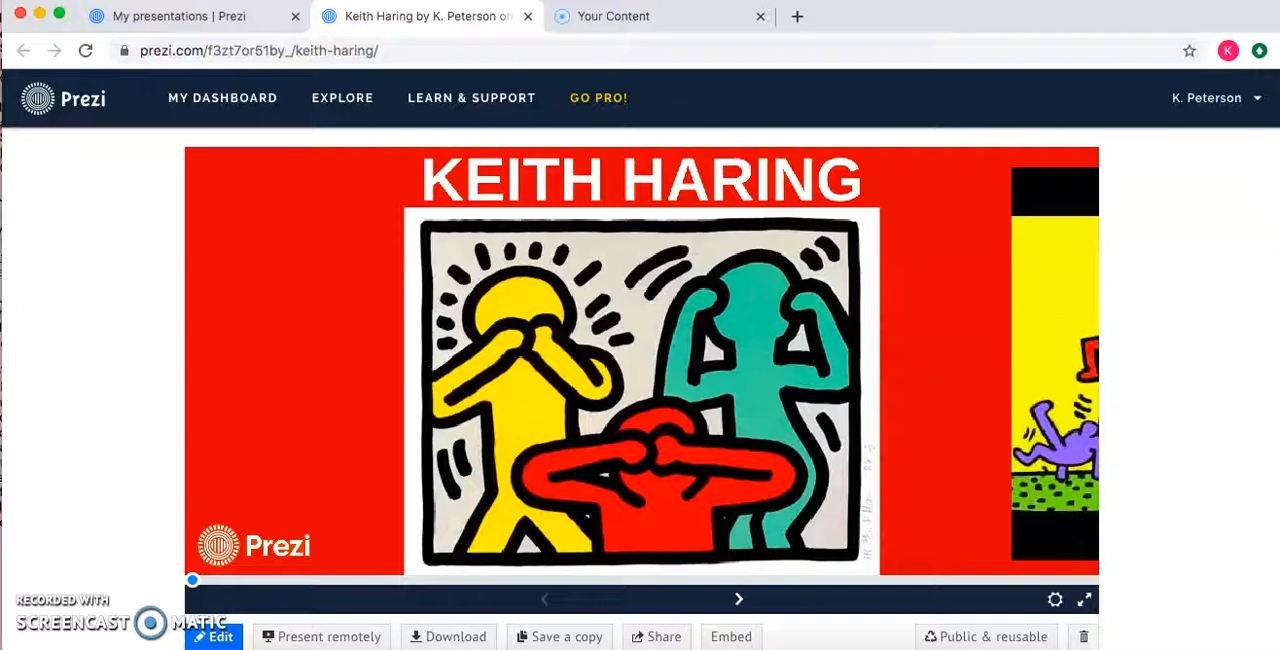 My presentations | Prezi
Keith Haring by K. Peterson on
Your Content
prezi.com/f3zt7or51by_/keith-haring/
K
Prezi
MY DASHBOARD
EXPLORE
LEARN & SUPPORT
GO PRO!
K. Peterson
KEITH HARING
Prezi
RECORDED WITH
SCREENCAST MATIC
Edit
Present remotely
Download
Save a copy
Share
Embed
Public & reusable